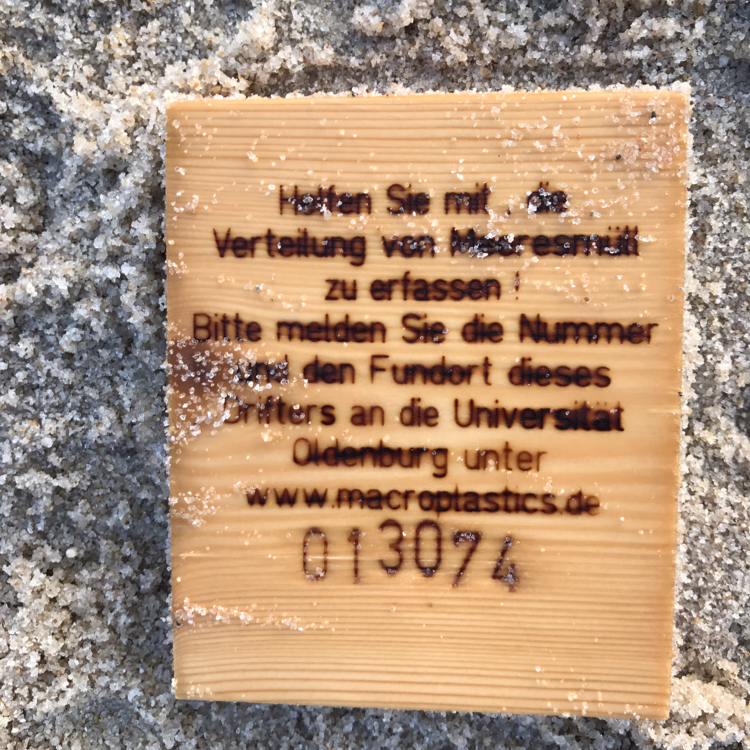 Helfen Sie mit, die
Verteilung von Meeresmüll
zu erfassen!
Bitte melden Sie die Nummer
und den Fundort dieses
Drifters an die Universität
Oldenburg unter
www.macroplastics.de
013074